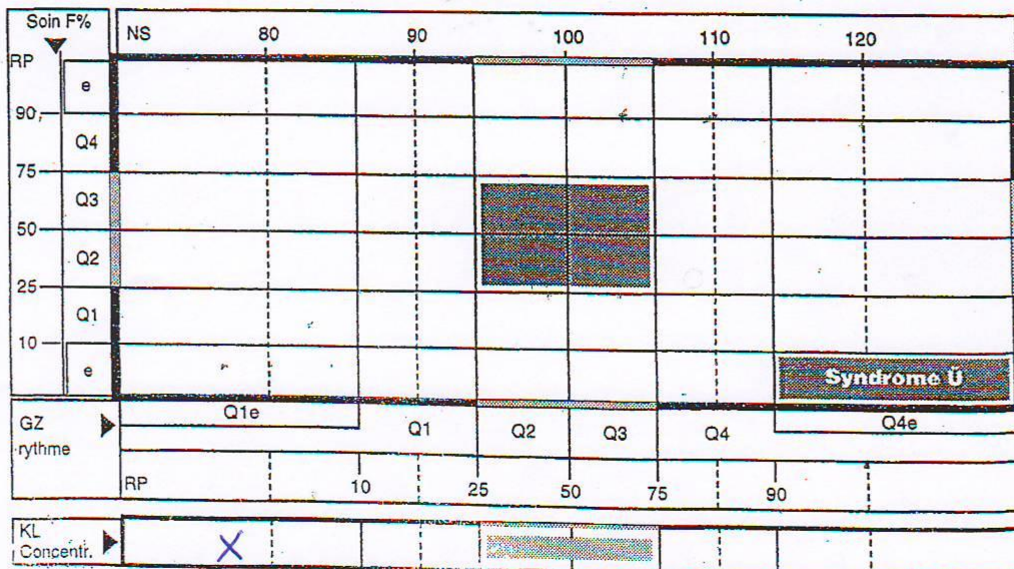 Soin F%
NS 80 90 100 110 120
RP
e
90
Q4
75
Q3
50
Q2
25
Q1
10
e
Syndrome Ü
GZ
rythme
Q1e Q1 Q2 Q3 Q4 Q4e
RP 10 25 50 75 90
KL
Concentr.
X